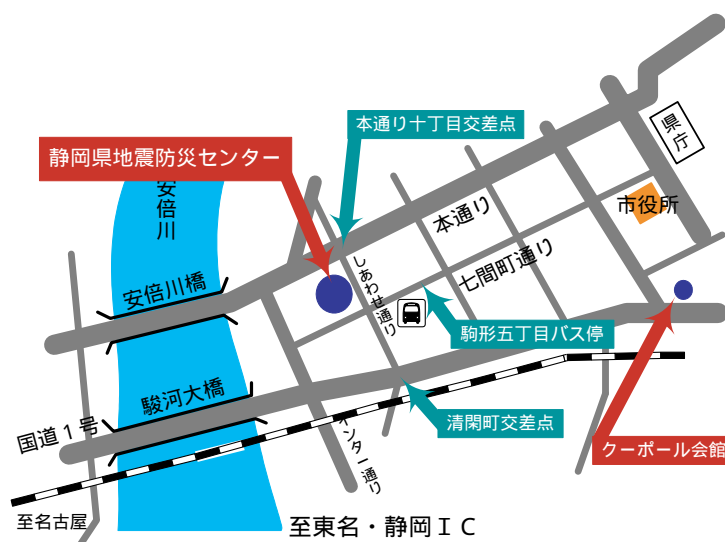 本通り十丁目交差点
県庁
静岡県地震防災センター
安倍川
市役所
本通り
七間町通り
しあわせ通り
安倍川橋
駒形五丁目バス停
駿河大橋
清閑町交差点
国道1号
インター通り
クーポール会館
至名古屋
至東名・静岡IC